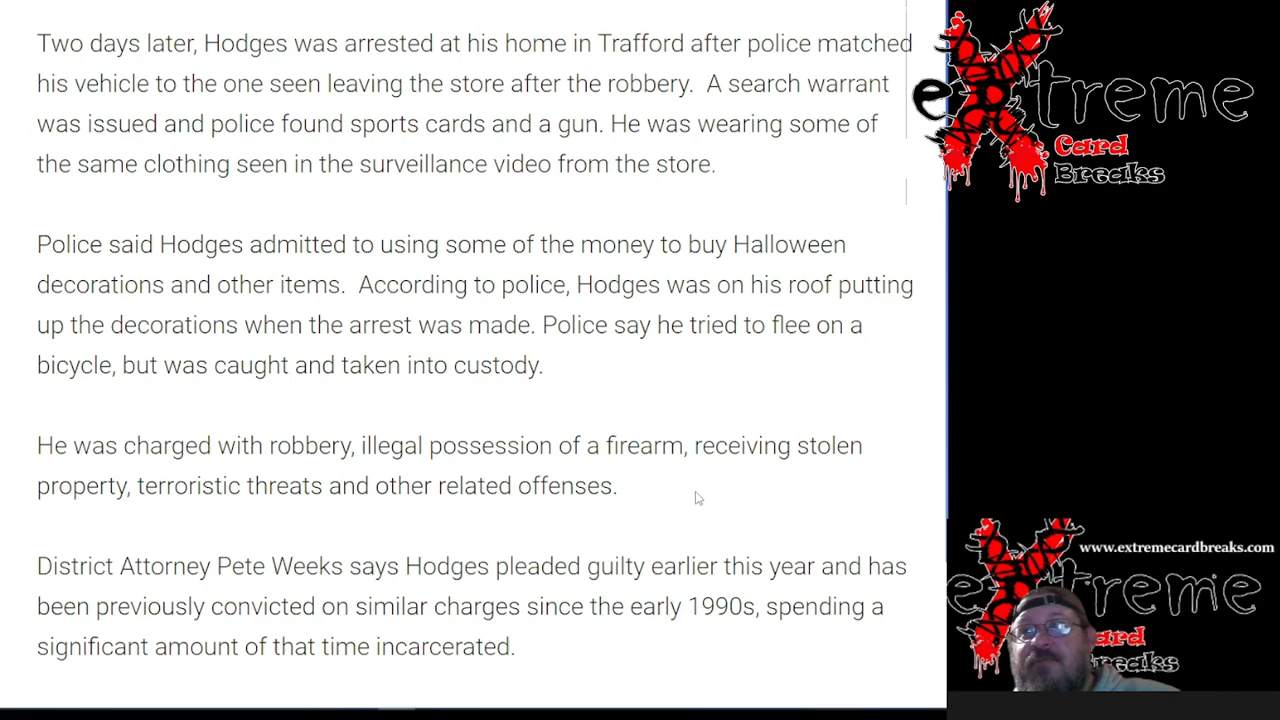 Two days later, Hodges was arrested at his home in Trafford after police matched
his vehicle to the one seen leaving the store after the robbery.  A search warrant
was issued and police found sports cards and a gun. He was wearing some of
the same clothing seen in the surveillance video from the store.
Police said Hodges admitted to using some of the money to buy Halloween
decorations and other items.  According to police, Hodges was on his roof putting
up the decorations when the arrest was made. Police say he tried to flee on a
bicycle, but was caught and taken into custody.
He was charged with robbery, illegal possession of a firearm, receiving stolen
property, terroristic threats and other related offenses.
District Attorney Pete Weeks says Hodges pleaded guilty earlier this year and has
been previously convicted on similar charges since the early 1990s, spending a
significant amount of that time incarcerated.
eXtreme
Card
Breaks
www.extremecardbreaks.com
eXtreme
ard
reaks